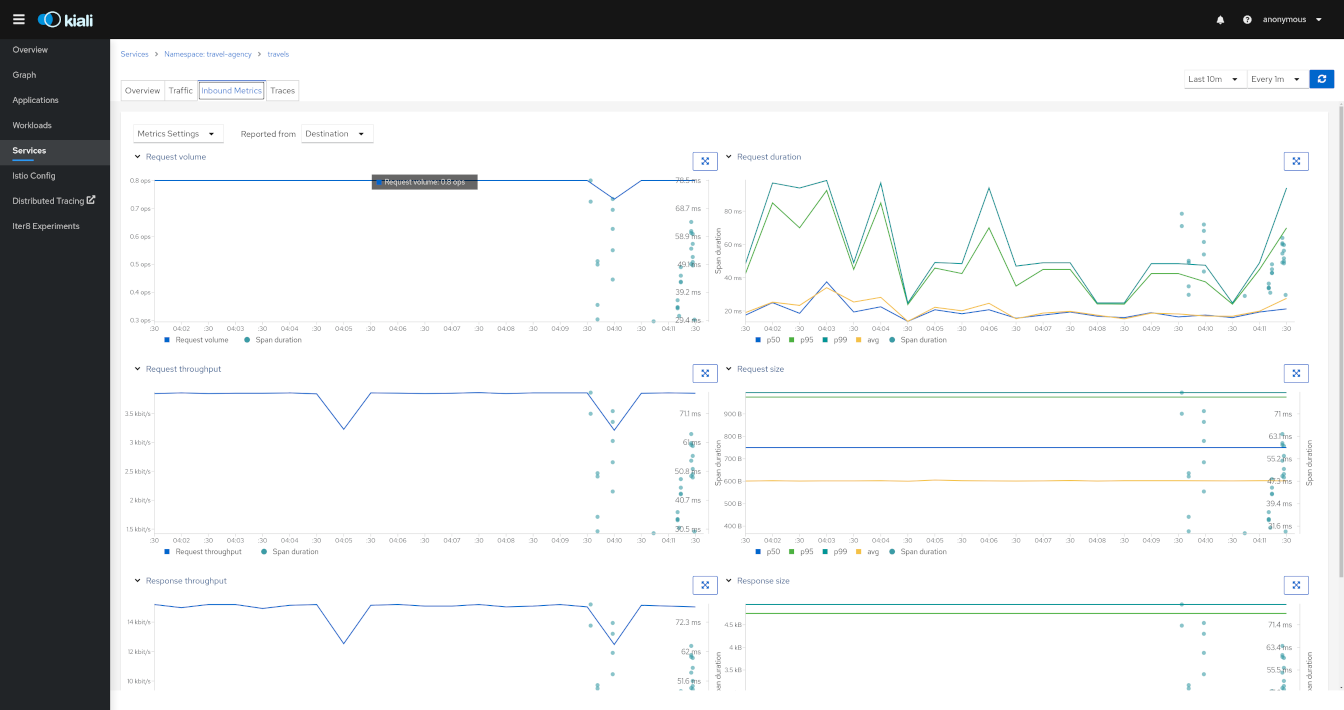 kiali
anonymous
Overview
Graph
Applications
Workloads
Services
Istio Config
Distributed Tracing
Iter8 Experiments
Services > Namespace: travel-agency > travels
Overview Traffic Inbound Metrics Traces
Last 10m Every 1m
Metrics Settings Reported from Destination
Request volume
Request volume: 0.8 ops
0.8 ops
0.7 ops
0.6 ops
0.5 ops
0.4 ops
0.3 ops
78.5 ms
68.7 ms
58.9 ms
49.1 ms
39.2 ms
29.4 ms
Span duration
:30 04:02 :30 04:03 :30 04:04 :30 04:05 :30 04:06 :30 04:07 :30 04:08 :30 04:09 :30 04:10 :30 04:11 :30
Request volume Span duration
Request duration
80 ms
60 ms
40 ms
20 ms
:30 04:02 :30 04:03 :30 04:04 :30 04:05 :30 04:06 :30 04:07 :30 04:08 :30 04:09 :30 04:10 :30 04:11 :30
p50 p95 p99 avg Span duration
Request throughput
3.5 kbit/s
3 kbit/s
2.5 kbit/s
2 kbit/s
1.5 kbit/s
71.1 ms
61 ms
50.8 ms
40.7 ms
30.5 ms
Span duration
:30 04:02 :30 04:03 :30 04:04 :30 04:05 :30 04:06 :30 04:07 :30 04:08 :30 04:09 :30 04:10 :30 04:11 :30
Request throughput Span duration
Request size
900 B
800 B
700 B
600 B
500 B
400 B
71 ms
63.1 ms
55.2 ms
47.3 ms
39.4 ms
31.6 ms
Span duration
:30 04:02 :30 04:03 :30 04:04 :30 04:05 :30 04:06 :30 04:07 :30 04:08 :30 04:09 :30 04:10 :30 04:11 :30
p50 p95 p99 avg Span duration
Response throughput
14 kbit/s
12 kbit/s
10 kbit/s
72.3 ms
62 ms
51.6 ms
pan duration
Response size
4.5 kB
4 kB
3.5 kB
71.4 ms
63.4 ms
55.5 ms
pan duration